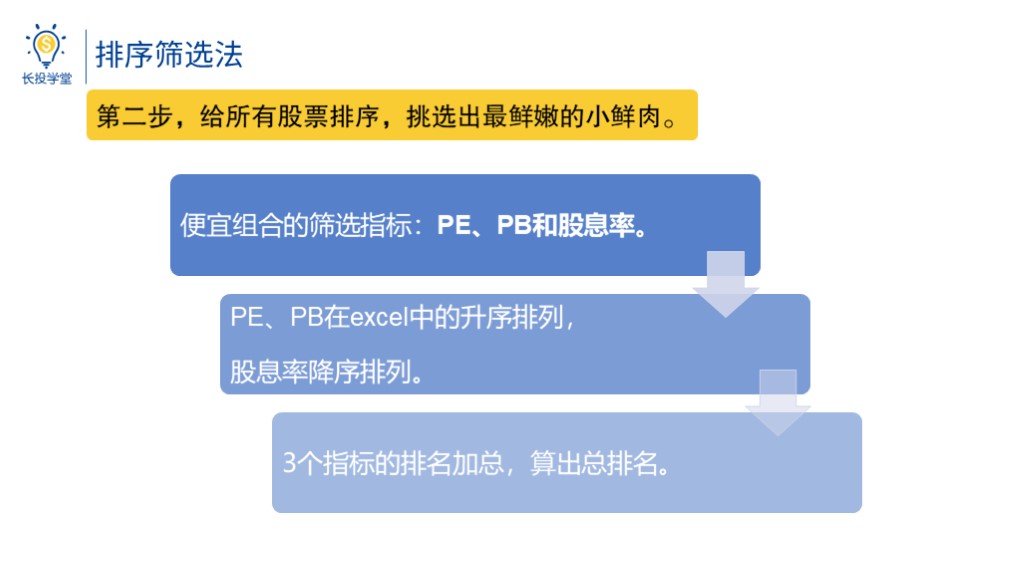 长投学堂
排序筛选法
第二步，给所有股票排序，挑选出最鲜嫩的小鲜肉。
便宜组合的筛选指标：PE、PB和股息率。
PE、PB在excel中的升序排列，
股息率降序排列。
3个指标的排名加总，算出总排名。